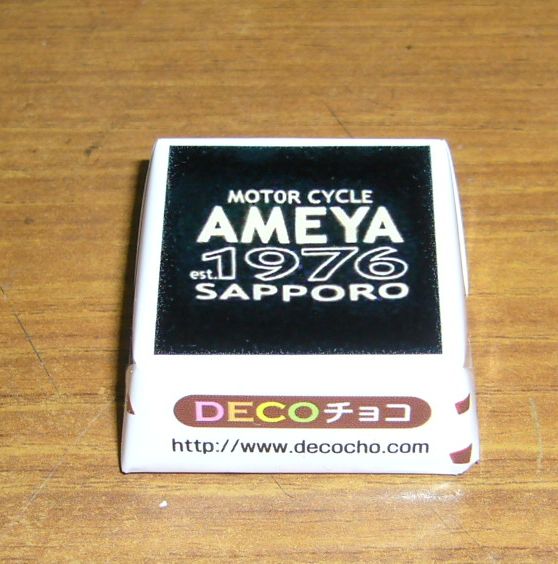 MOTOR CYCLE
AMEYA
est.1976
SAPPORO
DECOチョコ
http://www.decocho.com